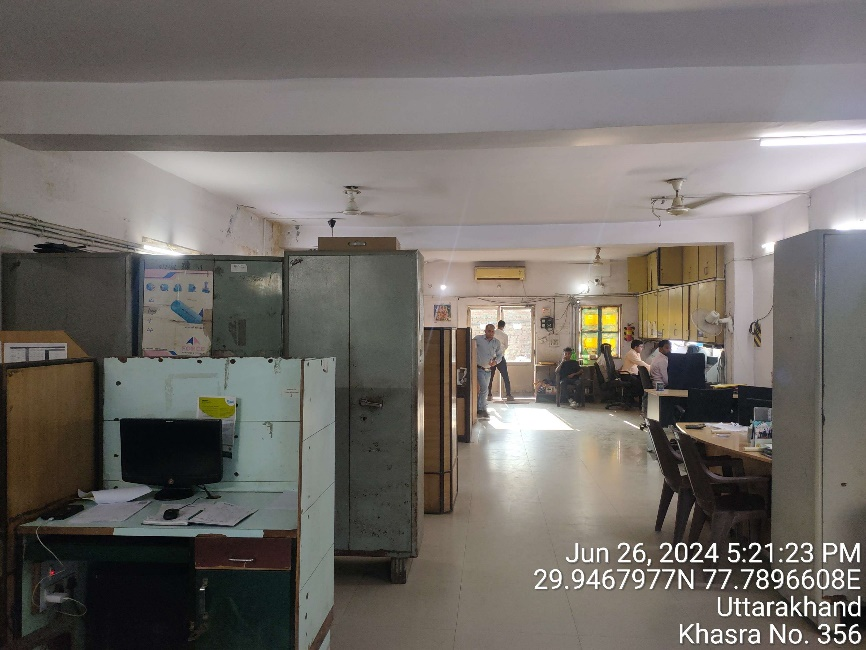 Jun 26, 2024 5:21:23 PM
29.9467977N 77.7896608E
Uttarakhand
Khasra No. 356